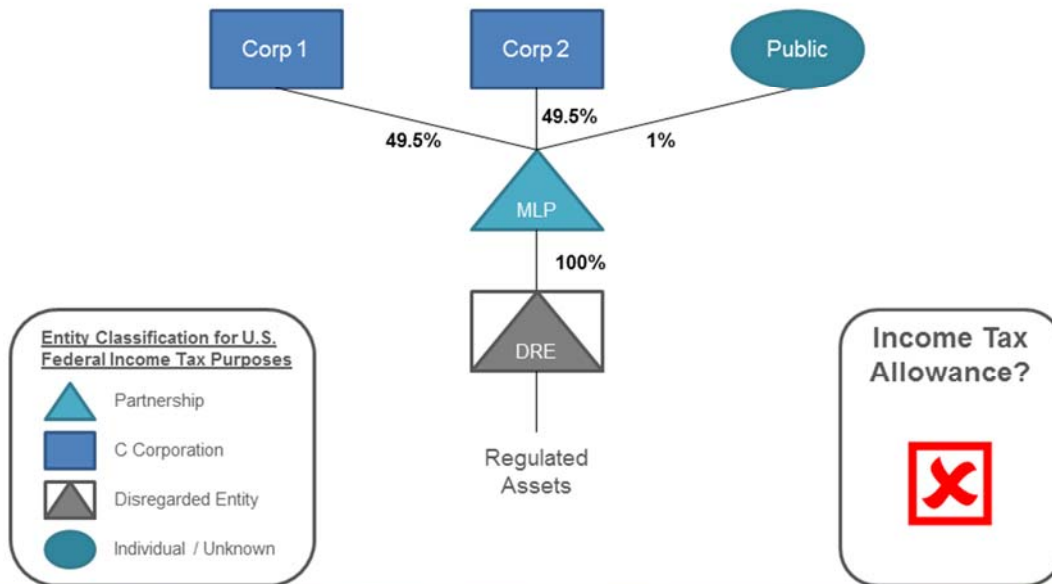 Corp 1
Corp 2
Public
49.5%
49.5%
1%
MLP
100%
DRE
Regulated
Assets
Entity Classification for U.S.
Federal Income Tax Purposes
Partnership
C Corporation
Disregarded Entity
Individual / Unknown
Income Tax
Allowance?